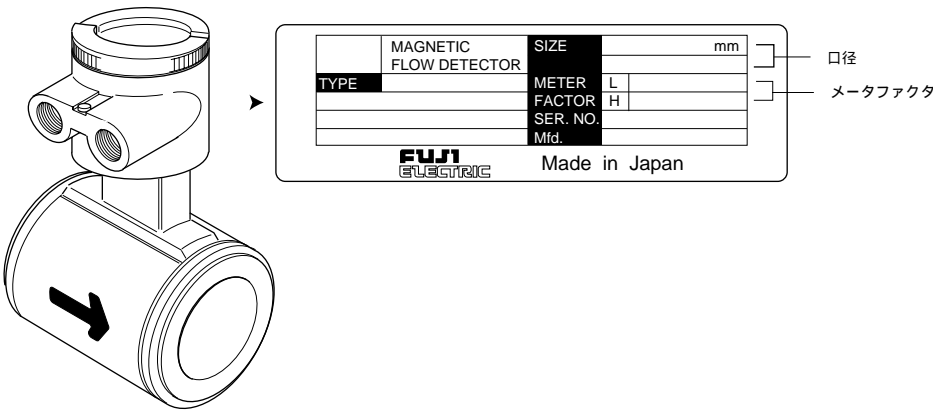 MAGNETIC
FLOW DETECTOR
SIZE
mm
口径
TYPE
METER
FACTOR
L
H
メータファクタ
SER. NO.
Mfd.
FUJI
ELECTRIC
Made in Japan